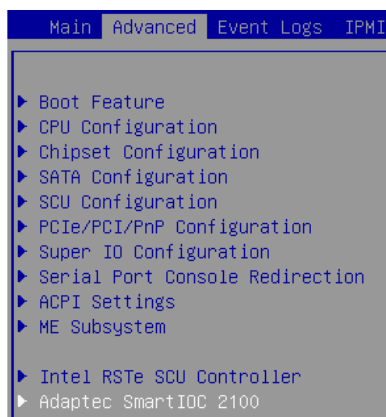 Main Advanced Event Logs IPMI
Boot Feature
CPU Configuration
Chipset Configuration
SATA Configuration
SCU Configuration
PCIe/PCI/PnP Configuration
Super IO Configuration
Serial Port Console Redirection
ACPI Settings
ME Subsystem
Intel RSTe SCU Controller
Adaptec SmartIOC 2100